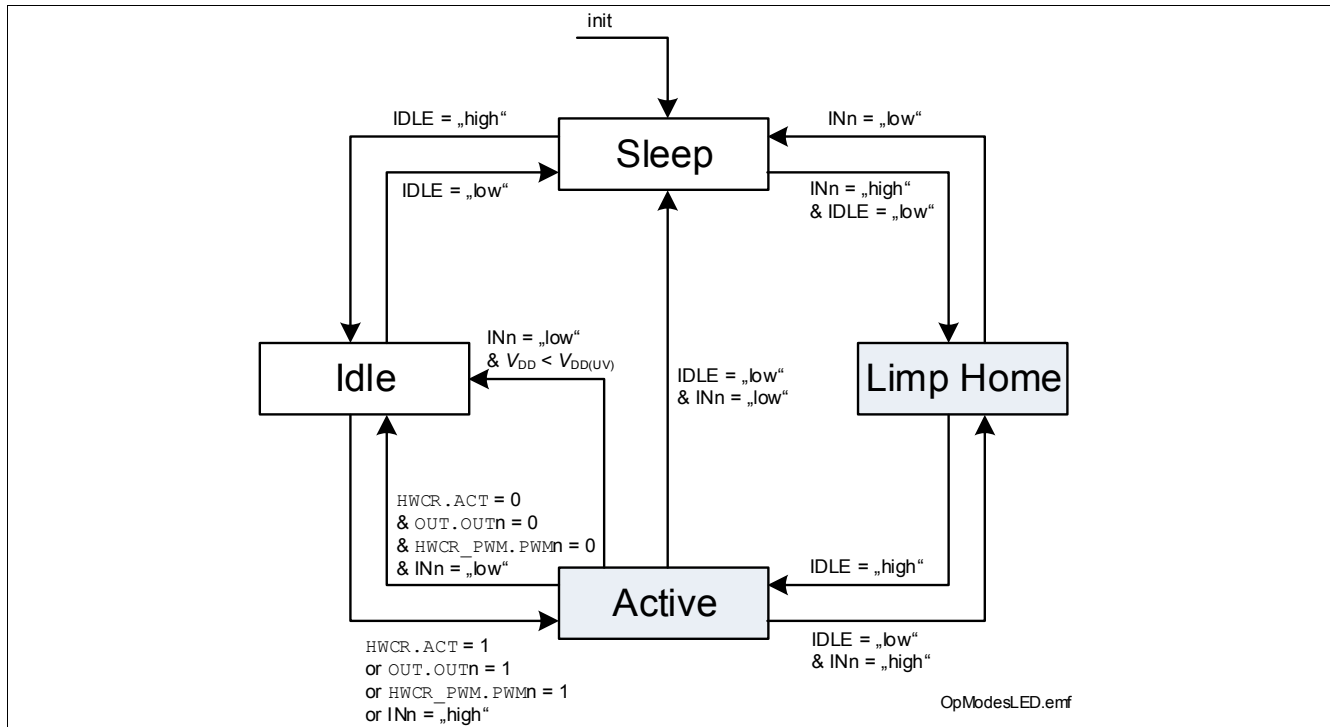 init
IDLE = „high“
INn = „low“
Sleep
IDLE = „low“
INn = „high“
& IDLE = „low“
INn = „low“
& VDD < VDD(UV)
Idle
IDLE = „low“
& INn = „low“
Limp Home
HWCR.ACT = 0
& OUT.OUTn = 0
& HWCR_PWM.PWMn = 0
& INn = „low“
IDLE = „high“
Active
HWCR.ACT = 1
or OUT.OUTn = 1
or HWCR_PWM.PWMn = 1
or INn = „high“
IDLE = „low“
& INn = „high“
OpModesLED.emf